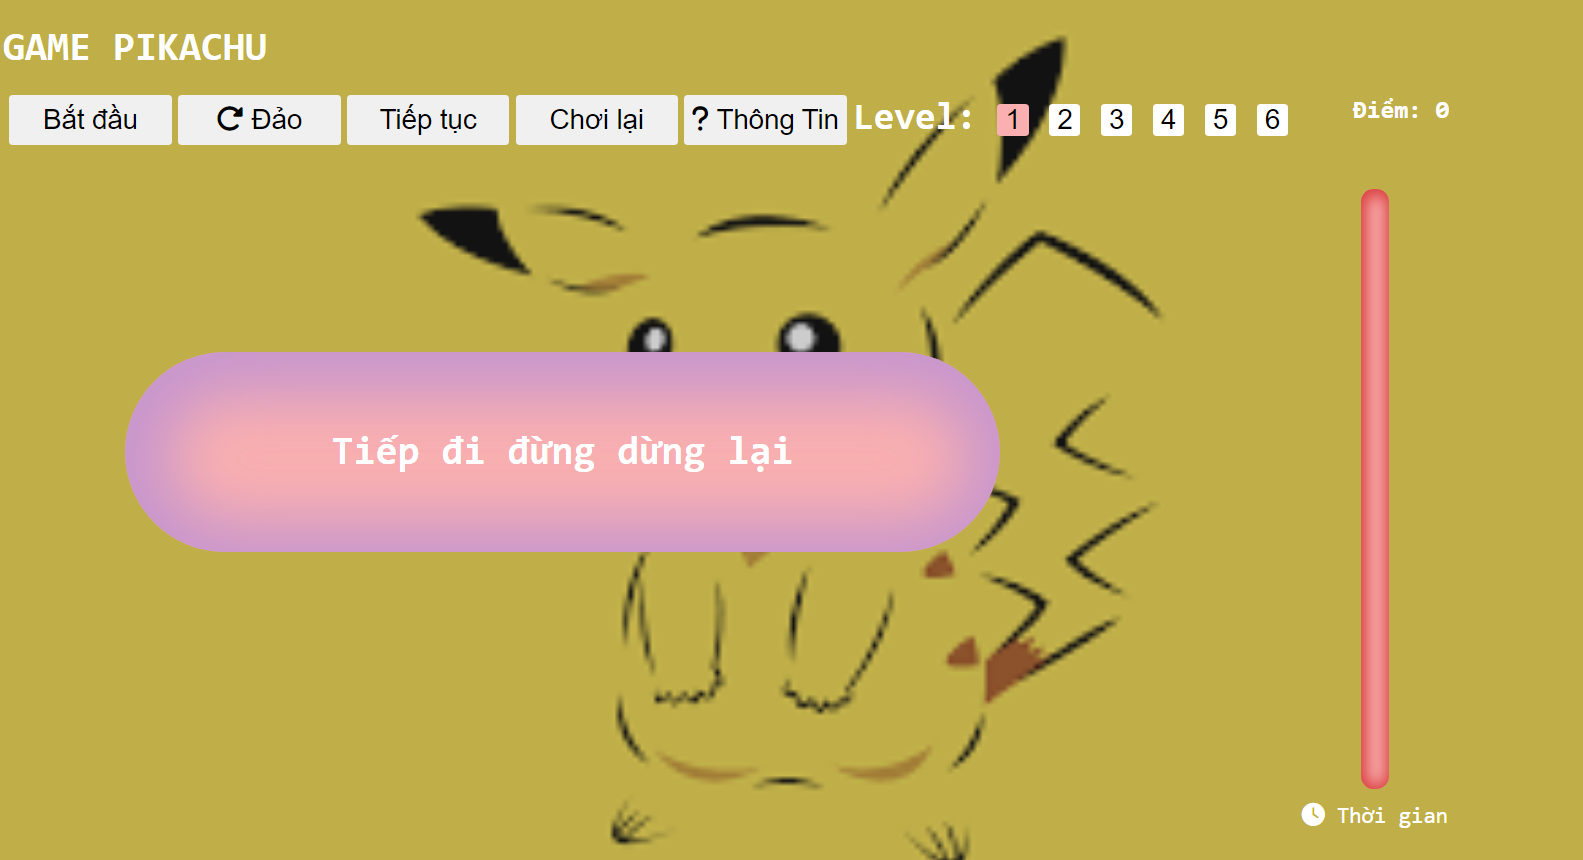 GAME PIKACHU
Bắt đầu Đảo Tiếp tục Chơi lại ? Thông Tin Level: 1 2 3 4 5 6 Điểm: 0
Tiếp đi đừng dừng lại
Thời gian